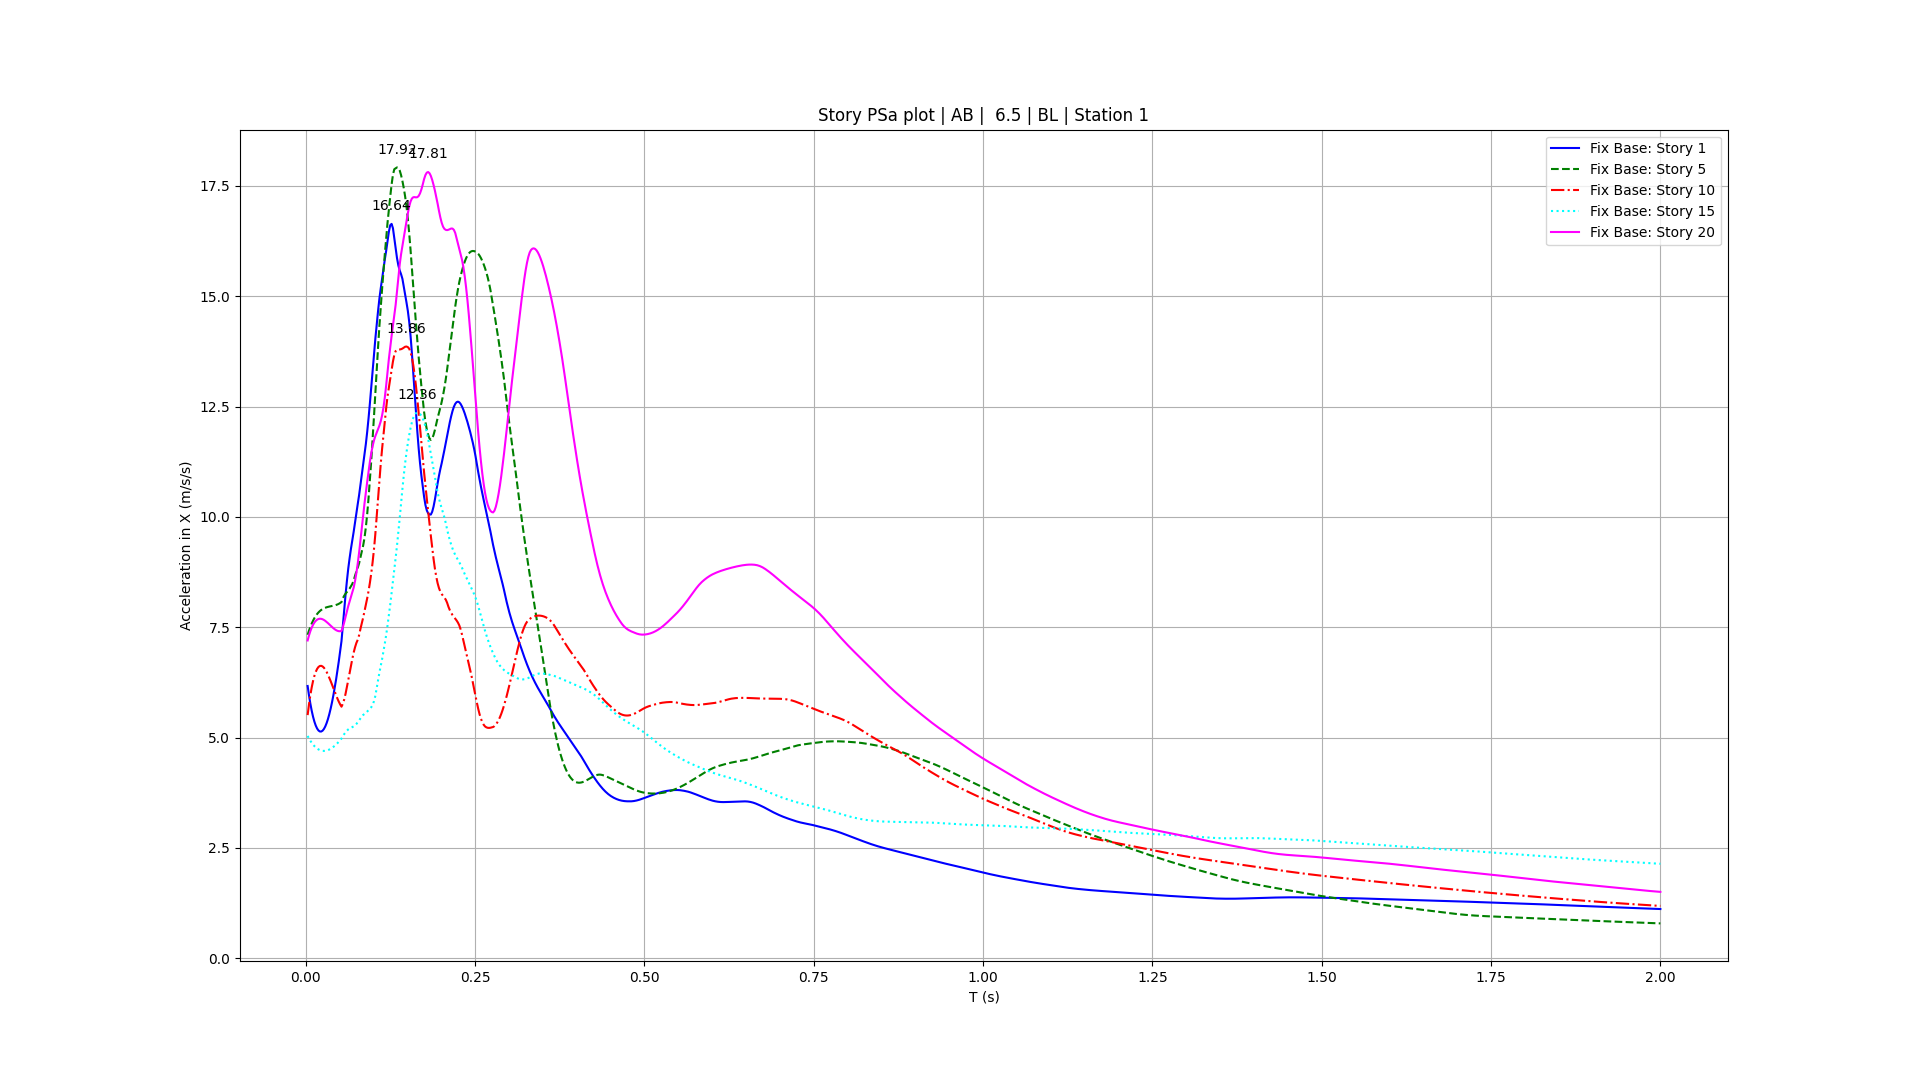 Story PSa plot | AB |  6.5 | BL | Station 1
17.92
17.81
16.64
13.86
12.36
Fix Base: Story 1
Fix Base: Story 5
Fix Base: Story 10
Fix Base: Story 15
Fix Base: Story 20
Acceleration in X (m/s/s)
17.5
15.0
12.5
10.0
7.5
5.0
2.5
0.0
0.00 0.25 0.50 0.75 1.00 1.25 1.50 1.75 2.00
T (s)